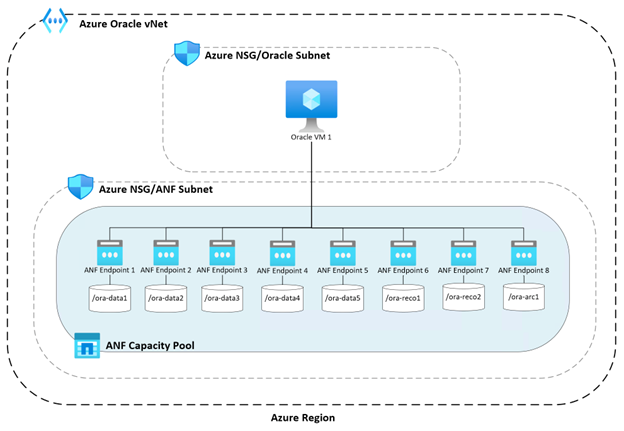 Azure Oracle vNet
Azure NSG/Oracle Subnet
Oracle VM 1
Azure NSG/ANF Subnet
ANF Endpoint 1 ANF Endpoint 2 ANF Endpoint 3 ANF Endpoint 4 ANF Endpoint 5 ANF Endpoint 6 ANF Endpoint 7 ANF Endpoint 8
/ora-data1 /ora-data2 /ora-data3 /ora-data4 /ora-data5 /ora-reco1 /ora-reco2 /ora-arc1
ANF Capacity Pool
Azure Region